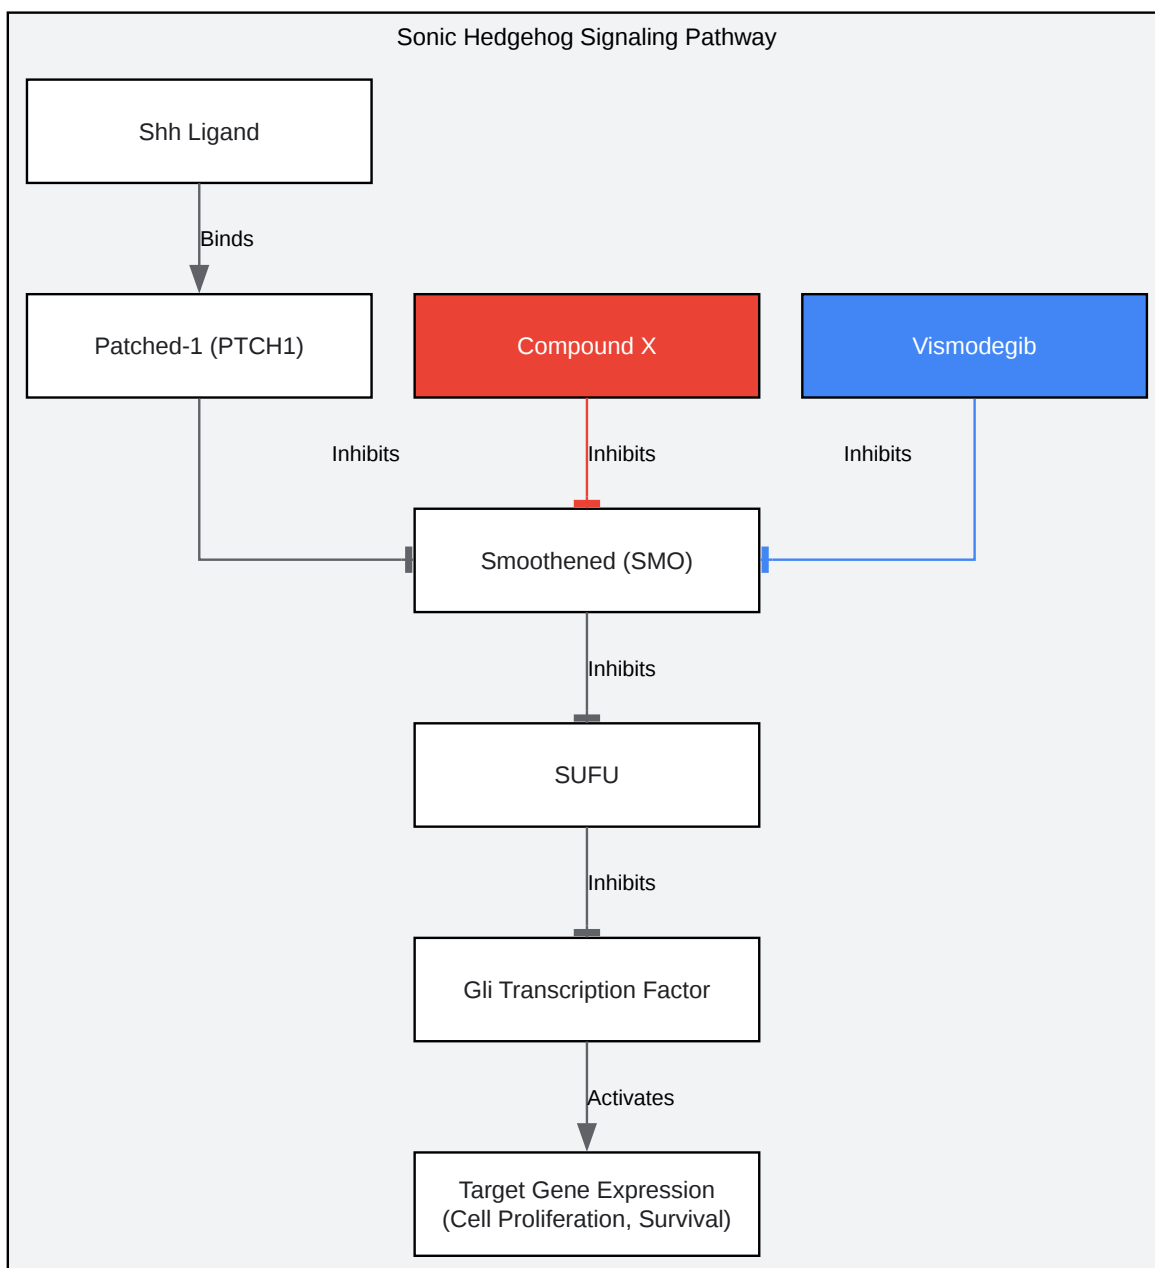 Sonic Hedgehog Signaling Pathway
Shh Ligand
Binds
Patched-1 (PTCH1)
Compound X
Vismodegib
Inhibits
Inhibits
Inhibits
Smoothened (SMO)
Inhibits
SUFU
Inhibits
Gli Transcription Factor
Activates
Target Gene Expression
(Cell Proliferation, Survival)